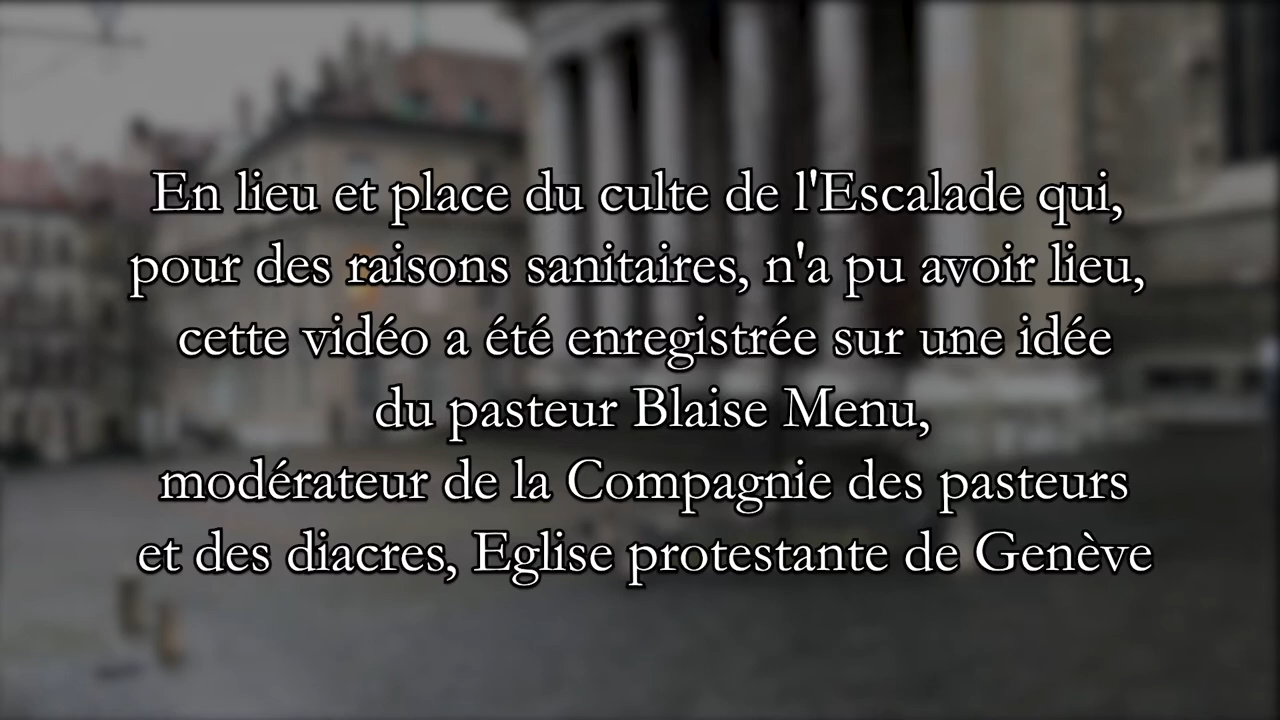 En lieu et place du culte de l'Escalade qui,
pour des raisons sanitaires, n'a pu avoir lieu,
cette vidéo a été enregistrée sur une idée
du pasteur Blaise Menu,
modérateur de la Compagnie des pasteurs
et des diacres, Eglise protestante de Genève